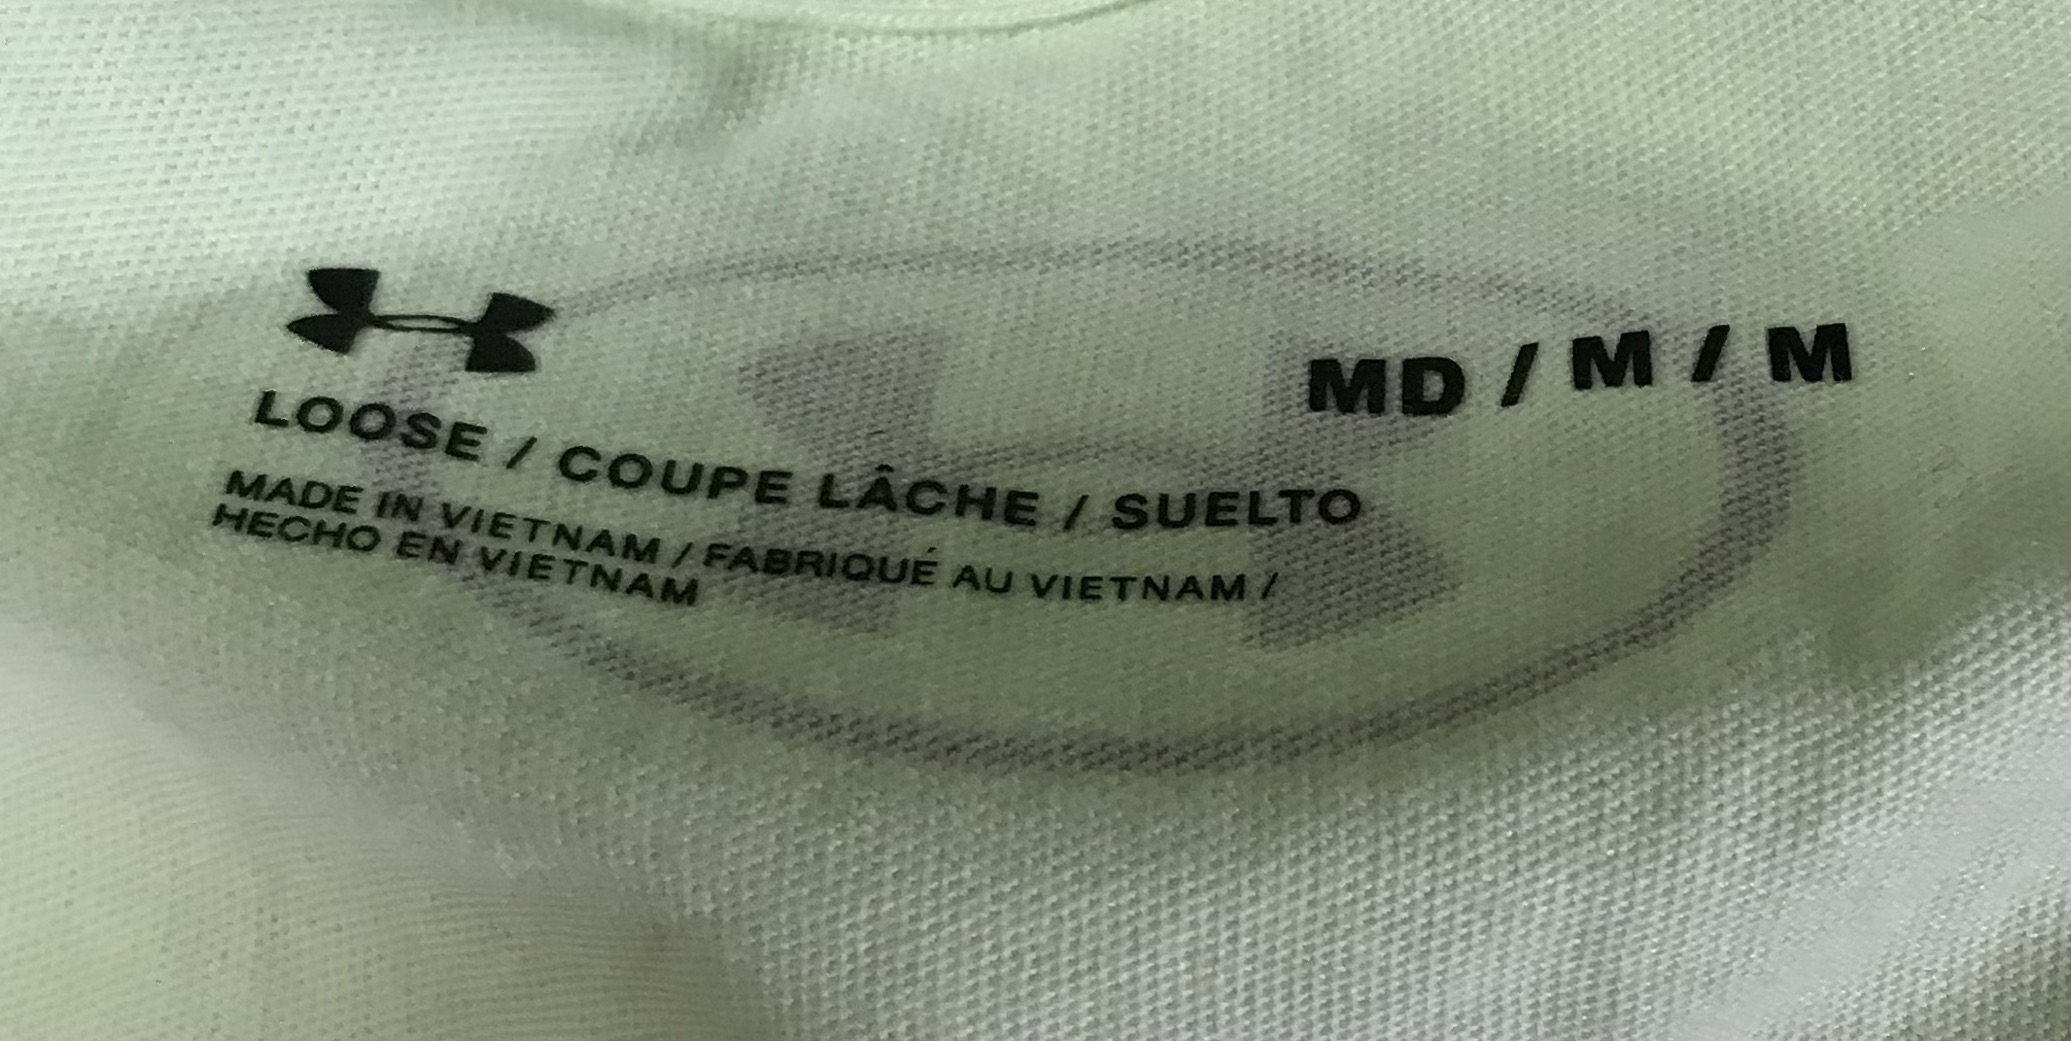 MD / M / M
LOOSE / COUPE LÂCHE / SUELTO
MADE IN VIETNAM / FABRIQUÉ AU VIETNAM /
HECHO EN VIETNAM